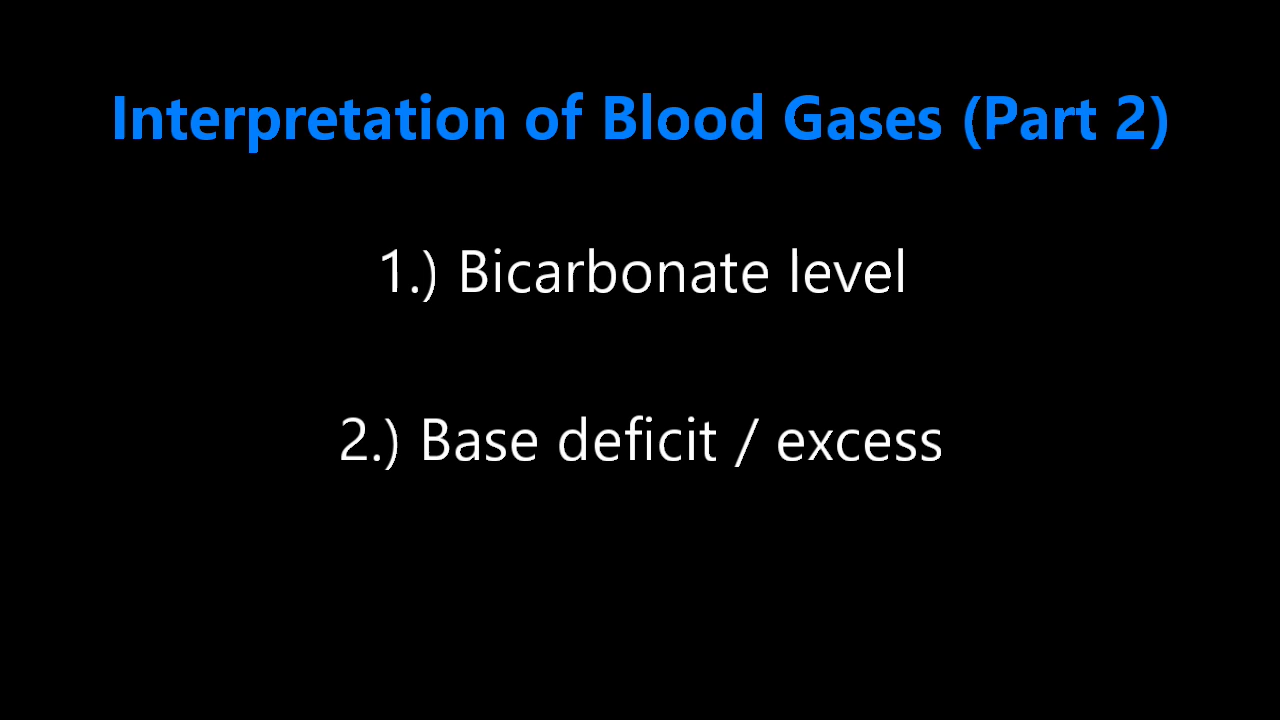 Interpretation of Blood Gases (Part 2)
1.) Bicarbonate level
2.) Base deficit / excess